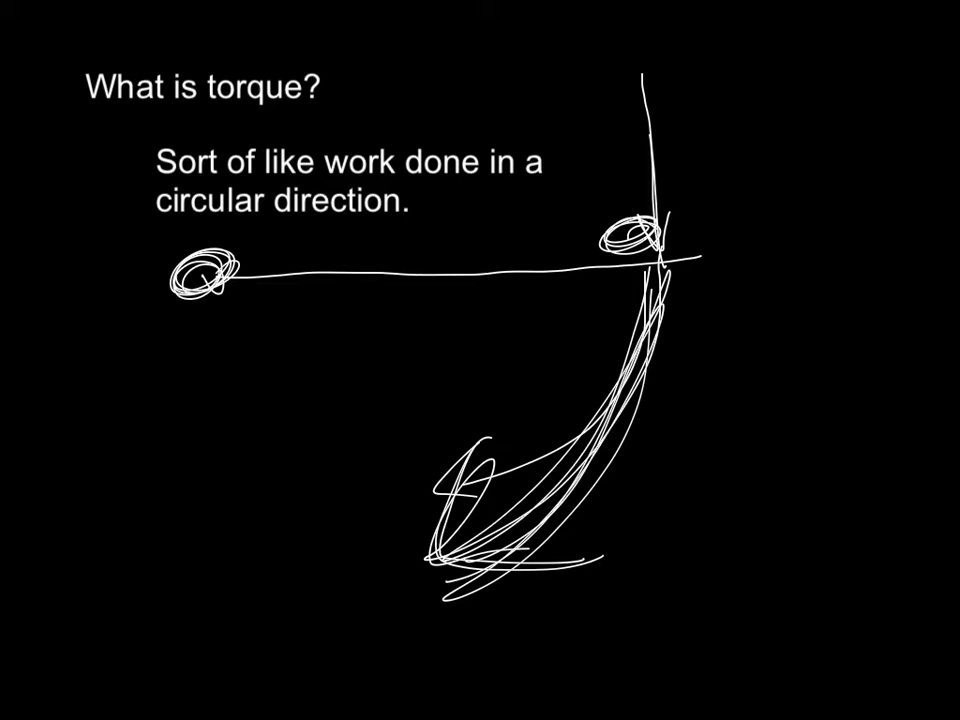 What is torque?
Sort of like work done in a
circular direction.